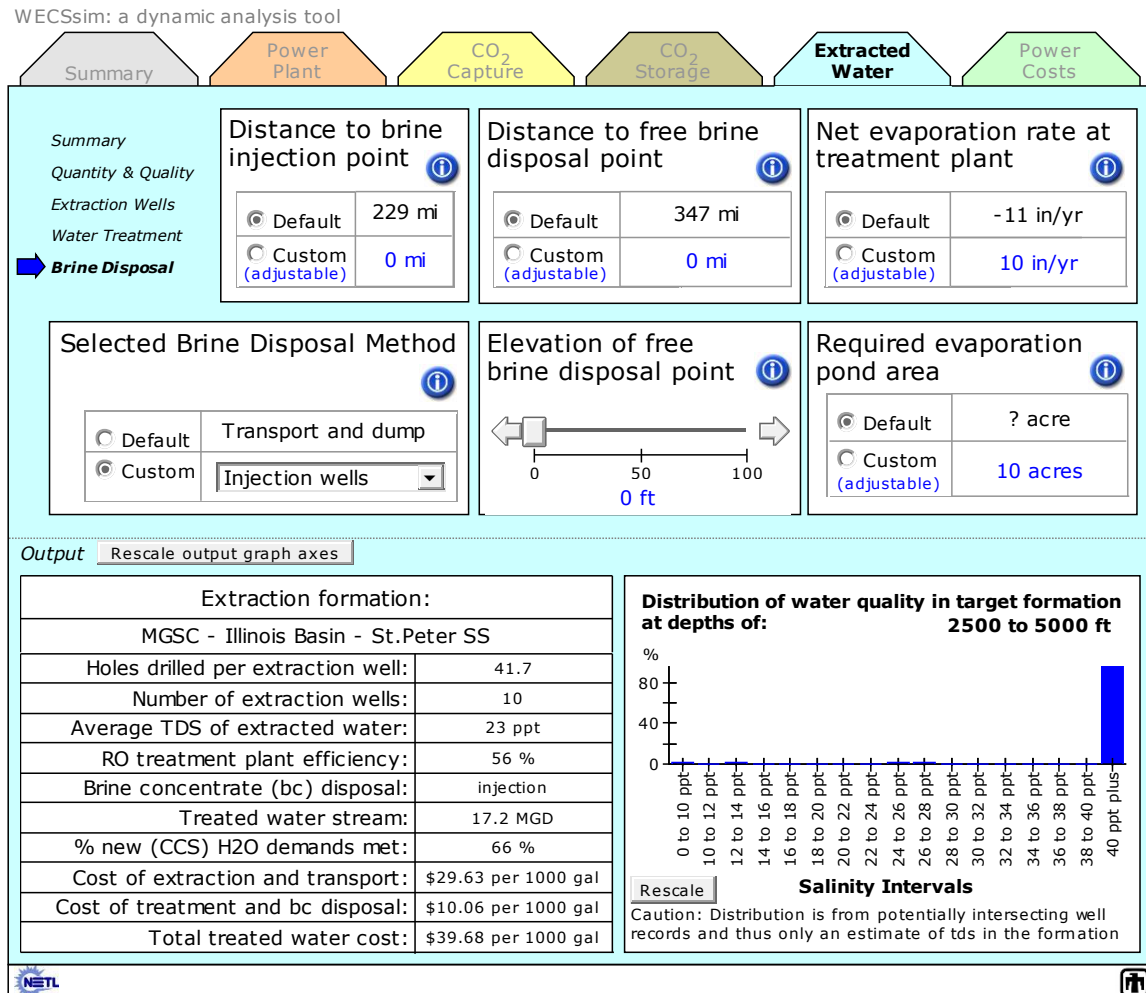 WECSsim: a dynamic analysis tool
Summary
Power
Plant
CO2
Capture
CO2
Storage
Extracted
Water
Power
Costs
Summary
Quantity & Quality
Extraction Wells
Water Treatment
Brine Disposal
Distance to brine
injection point
Default
229 mi
Custom
(adjustable)
0 mi
Distance to free brine
disposal point
Default
347 mi
Custom
(adjustable)
0 mi
Net evaporation rate at
treatment plant
Default
-11 in/yr
Custom
(adjustable)
10 in/yr
Selected Brine Disposal Method
Default
Transport and dump
Custom
Injection wells
Elevation of free
brine disposal point
0 50 100
0 ft
Required evaporation
pond area
Default
? acre
Custom
(adjustable)
10 acres
Output
Rescale output graph axes
Extraction formation:
MGSC - Illinois Basin - St.Peter SS
Holes drilled per extraction well: 41.7
Number of extraction wells: 10
Average TDS of extracted water: 23 ppt
RO treatment plant efficiency: 56 %
Brine concentrate (bc) disposal: injection
Treated water stream: 17.2 MGD
% new (CCS) H2O demands met: 66 %
Cost of extraction and transport: $29.63 per 1000 gal
Cost of treatment and bc disposal: $10.06 per 1000 gal
Total treated water cost: $39.68 per 1000 gal
Distribution of water quality in target formation
at depths of: 2500 to 5000 ft
%
80
40
0
0 to 10 ppt
10 to 12 ppt
12 to 14 ppt
14 to 16 ppt
16 to 18 ppt
18 to 20 ppt
20 to 22 ppt
22 to 24 ppt
24 to 26 ppt
26 to 28 ppt
28 to 30 ppt
30 to 32 ppt
32 to 34 ppt
34 to 36 ppt
36 to 38 ppt
38 to 40 ppt
40 ppt plus
Rescale
Salinity Intervals
Caution: Distribution is from potentially intersecting well
records and thus only an estimate of tds in the formation
NETL